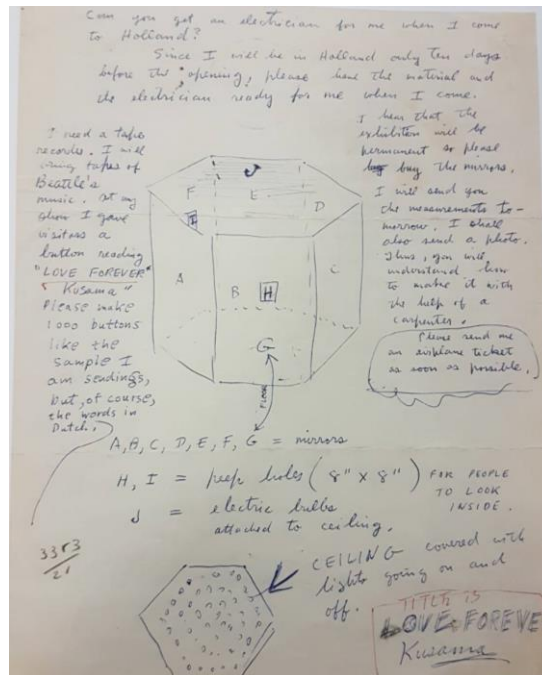 Can you get an electrician for me when I come
to Holland?
Since I will be in Holland only ten days
before the opening, please have the material and
the electrician ready for me when I come.
I need a tape
recorder. I will
bring tapes of
Beattle's
music. At my
show I gave
visitors a
button reading
"LOVE FOREVER"
"Kusama"
Please make
1000 buttons
like the
sample I
am sendings,
but, of course,
the words in
Dutch.
I hear that the
exhibition will be
permanent so please
buy the mirrors.
I will send you
the measurements to-
morrow. I shall
also send a photo.
Thus, you will
understand how
to make it with
the help of a
carpenter.
Please send me
an airplane ticket
as soon as possible.
J
F
E
D
I
A
B
H
C
G
FLOOR
A, B, C, D, E, F, G = mirrors
H, I = peep holes (8" x 8") FOR PEOPLE
TO LOOK
INSIDE.
J = electric bulbs
attached to ceiling.
3353
/21
CEILING covered with
lights going on and
off.
TITLE IS
LOVE FOREVE
Kusama